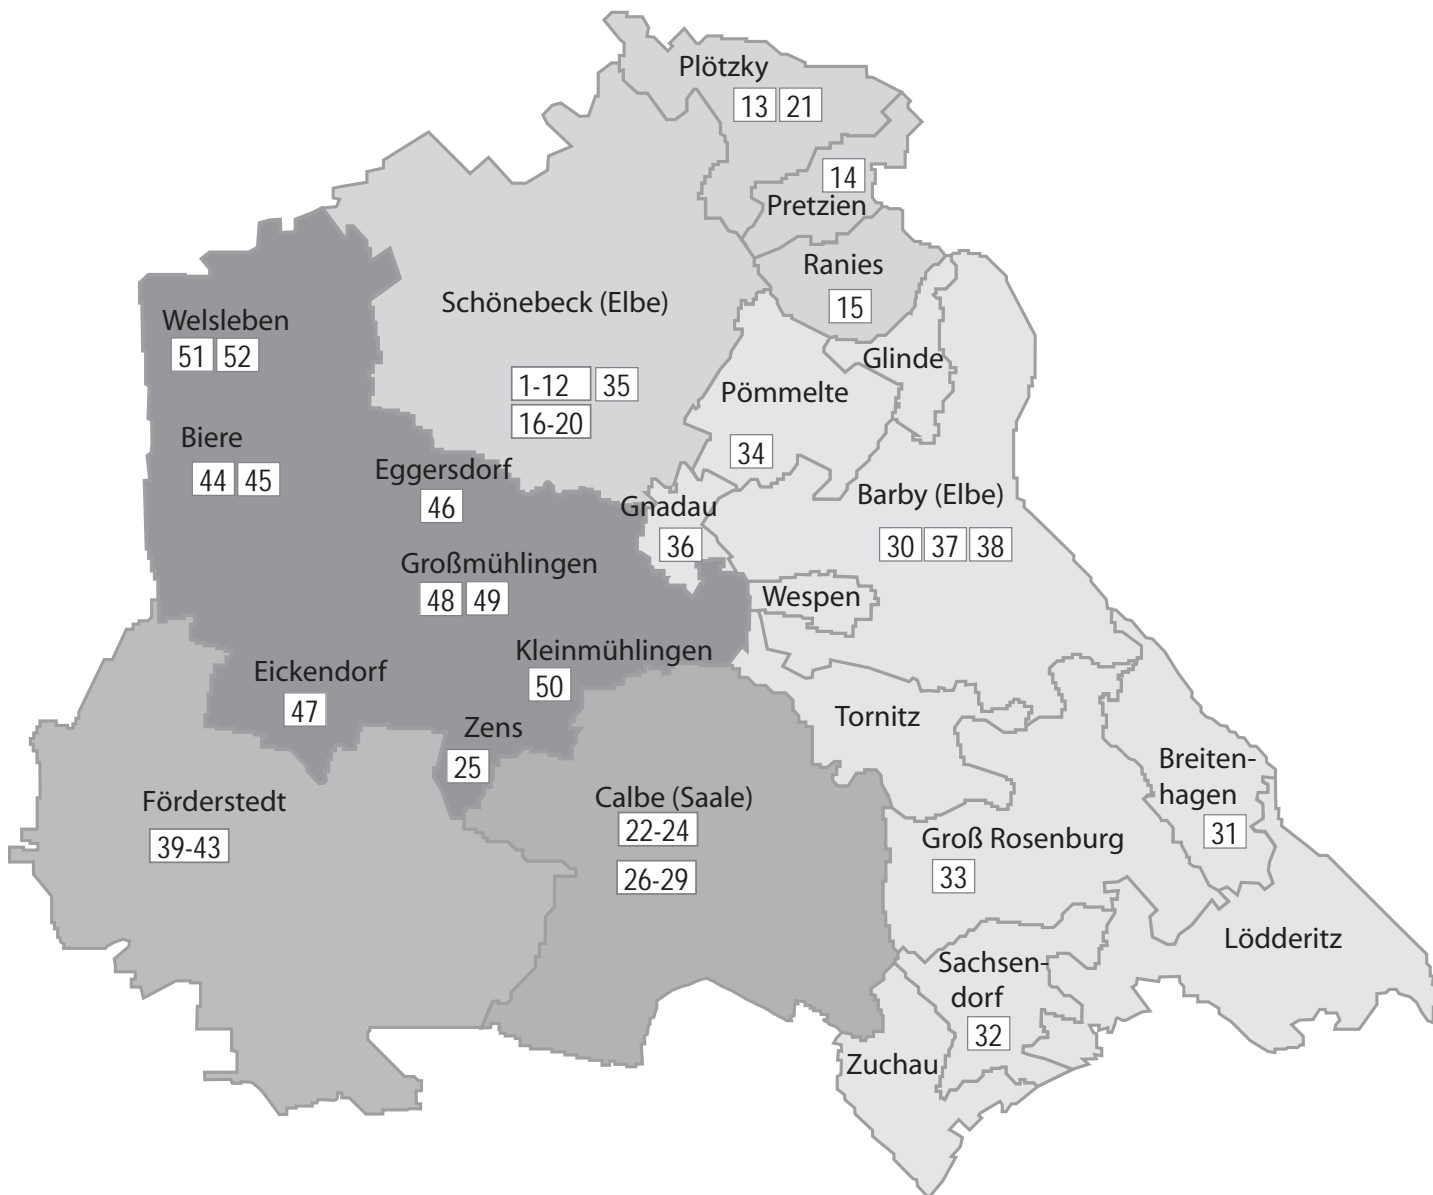 Plötzky
13 21
14
Pretzien
Ranies
15
Schönebeck (Elbe)
1-12 35
16-20
Welsleben
51 52
Glinde
Pömmelte
34
Biere
44 45
Eggersdorf
46
Gnadau
36
Barby (Elbe)
30 37 38
Großmühlingen
48 49
Wespen
Kleinmühlingen
50
Eickendorf
47
Zens
25
Tornitz
Breiten-
hagen
31
Förderstedt
39-43
Calbe (Saale)
22-24
26-29
Groß Rosenburg
33
Lödderitz
Sachsen-
dorf
32
Zuchau